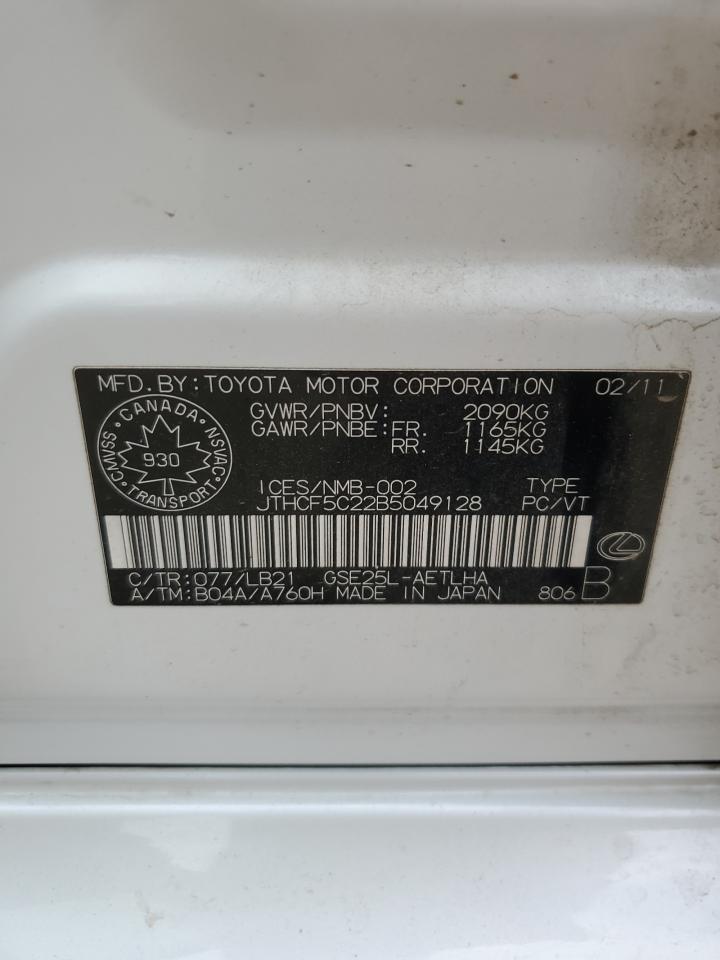 MFD.BY:TOYOTA MOTOR CORPORATION 02/11
GVWR/PNBV: 2090KG
GAWR/PNBE:FR. 1165KG
RR. 1145KG
CANADA
CMVSS NSVAC
930
TRANSPORT
ICES/NMB-002 TYPE
JTHCF5C22B5049128 PC/VT
C/TR:077/LB21 GSE25L-AETLHA
A/TM:B04A/A760H MADE IN JAPAN 806 B